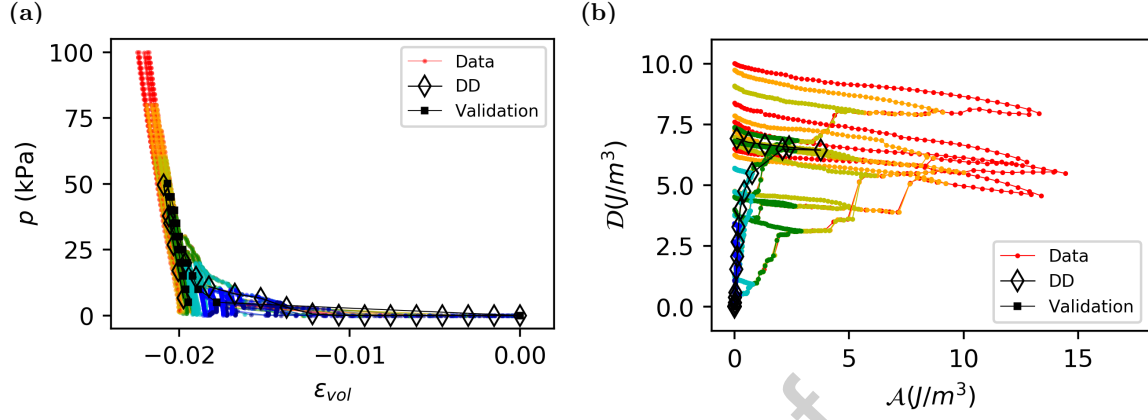 (a)
(b)
100
75
50
25
0
p (kPa)
Data
DD
Validation
−0.02
−0.01
0.00
ε_vol
10.0
7.5
5.0
2.5
0.0
𝒟(J/m³)
Data
DD
Validation
0
5
10
15
𝒜(J/m³)
f